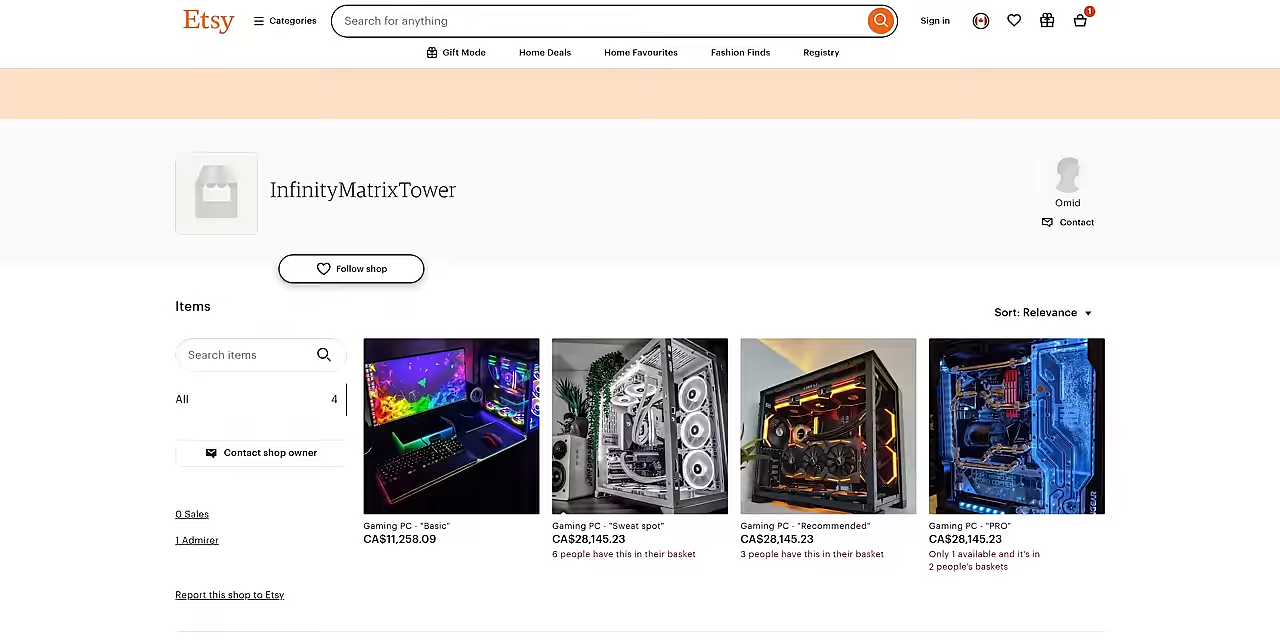 Etsy
Categories
Search for anything
Sign in
1
Gift Mode
Home Deals
Home Favourites
Fashion Finds
Registry
InfinityMatrixTower
Omid
Contact
Follow shop
Items
Sort: Relevance
Search items
All
4
Contact shop owner
0 Sales
1 Admirer
Report this shop to Etsy
Gaming PC - "Basic"
CA$11,258.09
Gaming PC - "Sweat spot"
CA$28,145.23
6 people have this in their basket
Gaming PC - "Recommended"
CA$28,145.23
3 people have this in their basket
Gaming PC - "PRO"
CA$28,145.23
Only 1 available and it's in
2 people's baskets